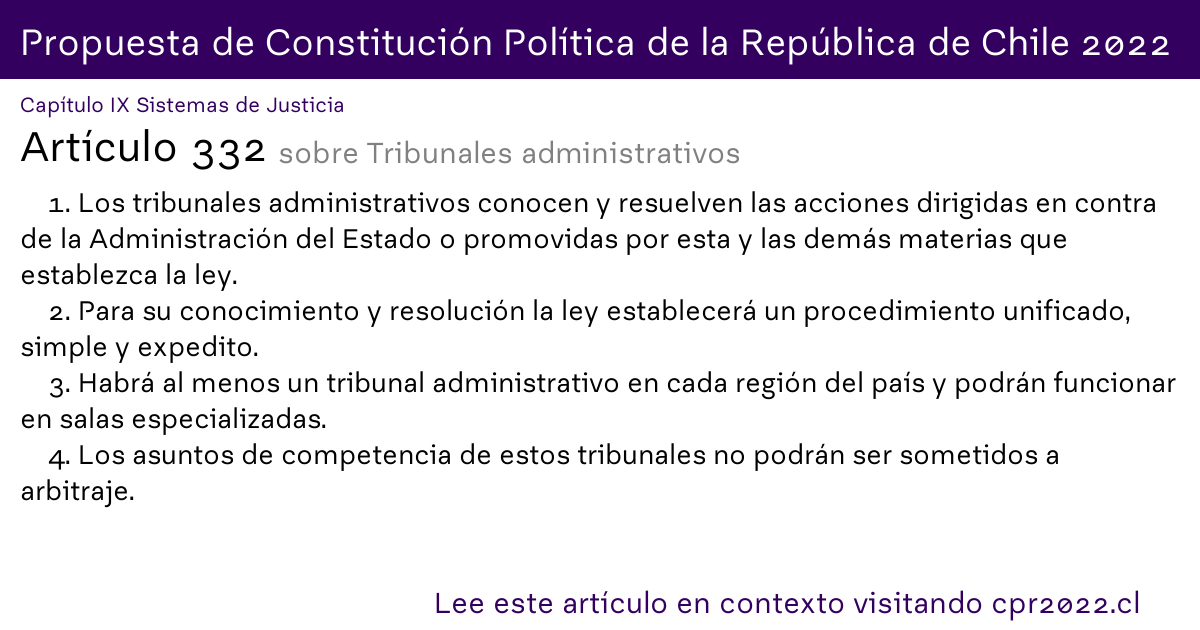 Propuesta de Constitución Política de la República de Chile 2022
Capítulo IX Sistemas de Justicia
Artículo 332 sobre Tribunales administrativos
1. Los tribunales administrativos conocen y resuelven las acciones dirigidas en contra
de la Administración del Estado o promovidas por esta y las demás materias que
establezca la ley.
2. Para su conocimiento y resolución la ley establecerá un procedimiento unificado,
simple y expedito.
3. Habrá al menos un tribunal administrativo en cada región del país y podrán funcionar
en salas especializadas.
4. Los asuntos de competencia de estos tribunales no podrán ser sometidos a
arbitraje.
Lee este artículo en contexto visitando cpr2022.cl